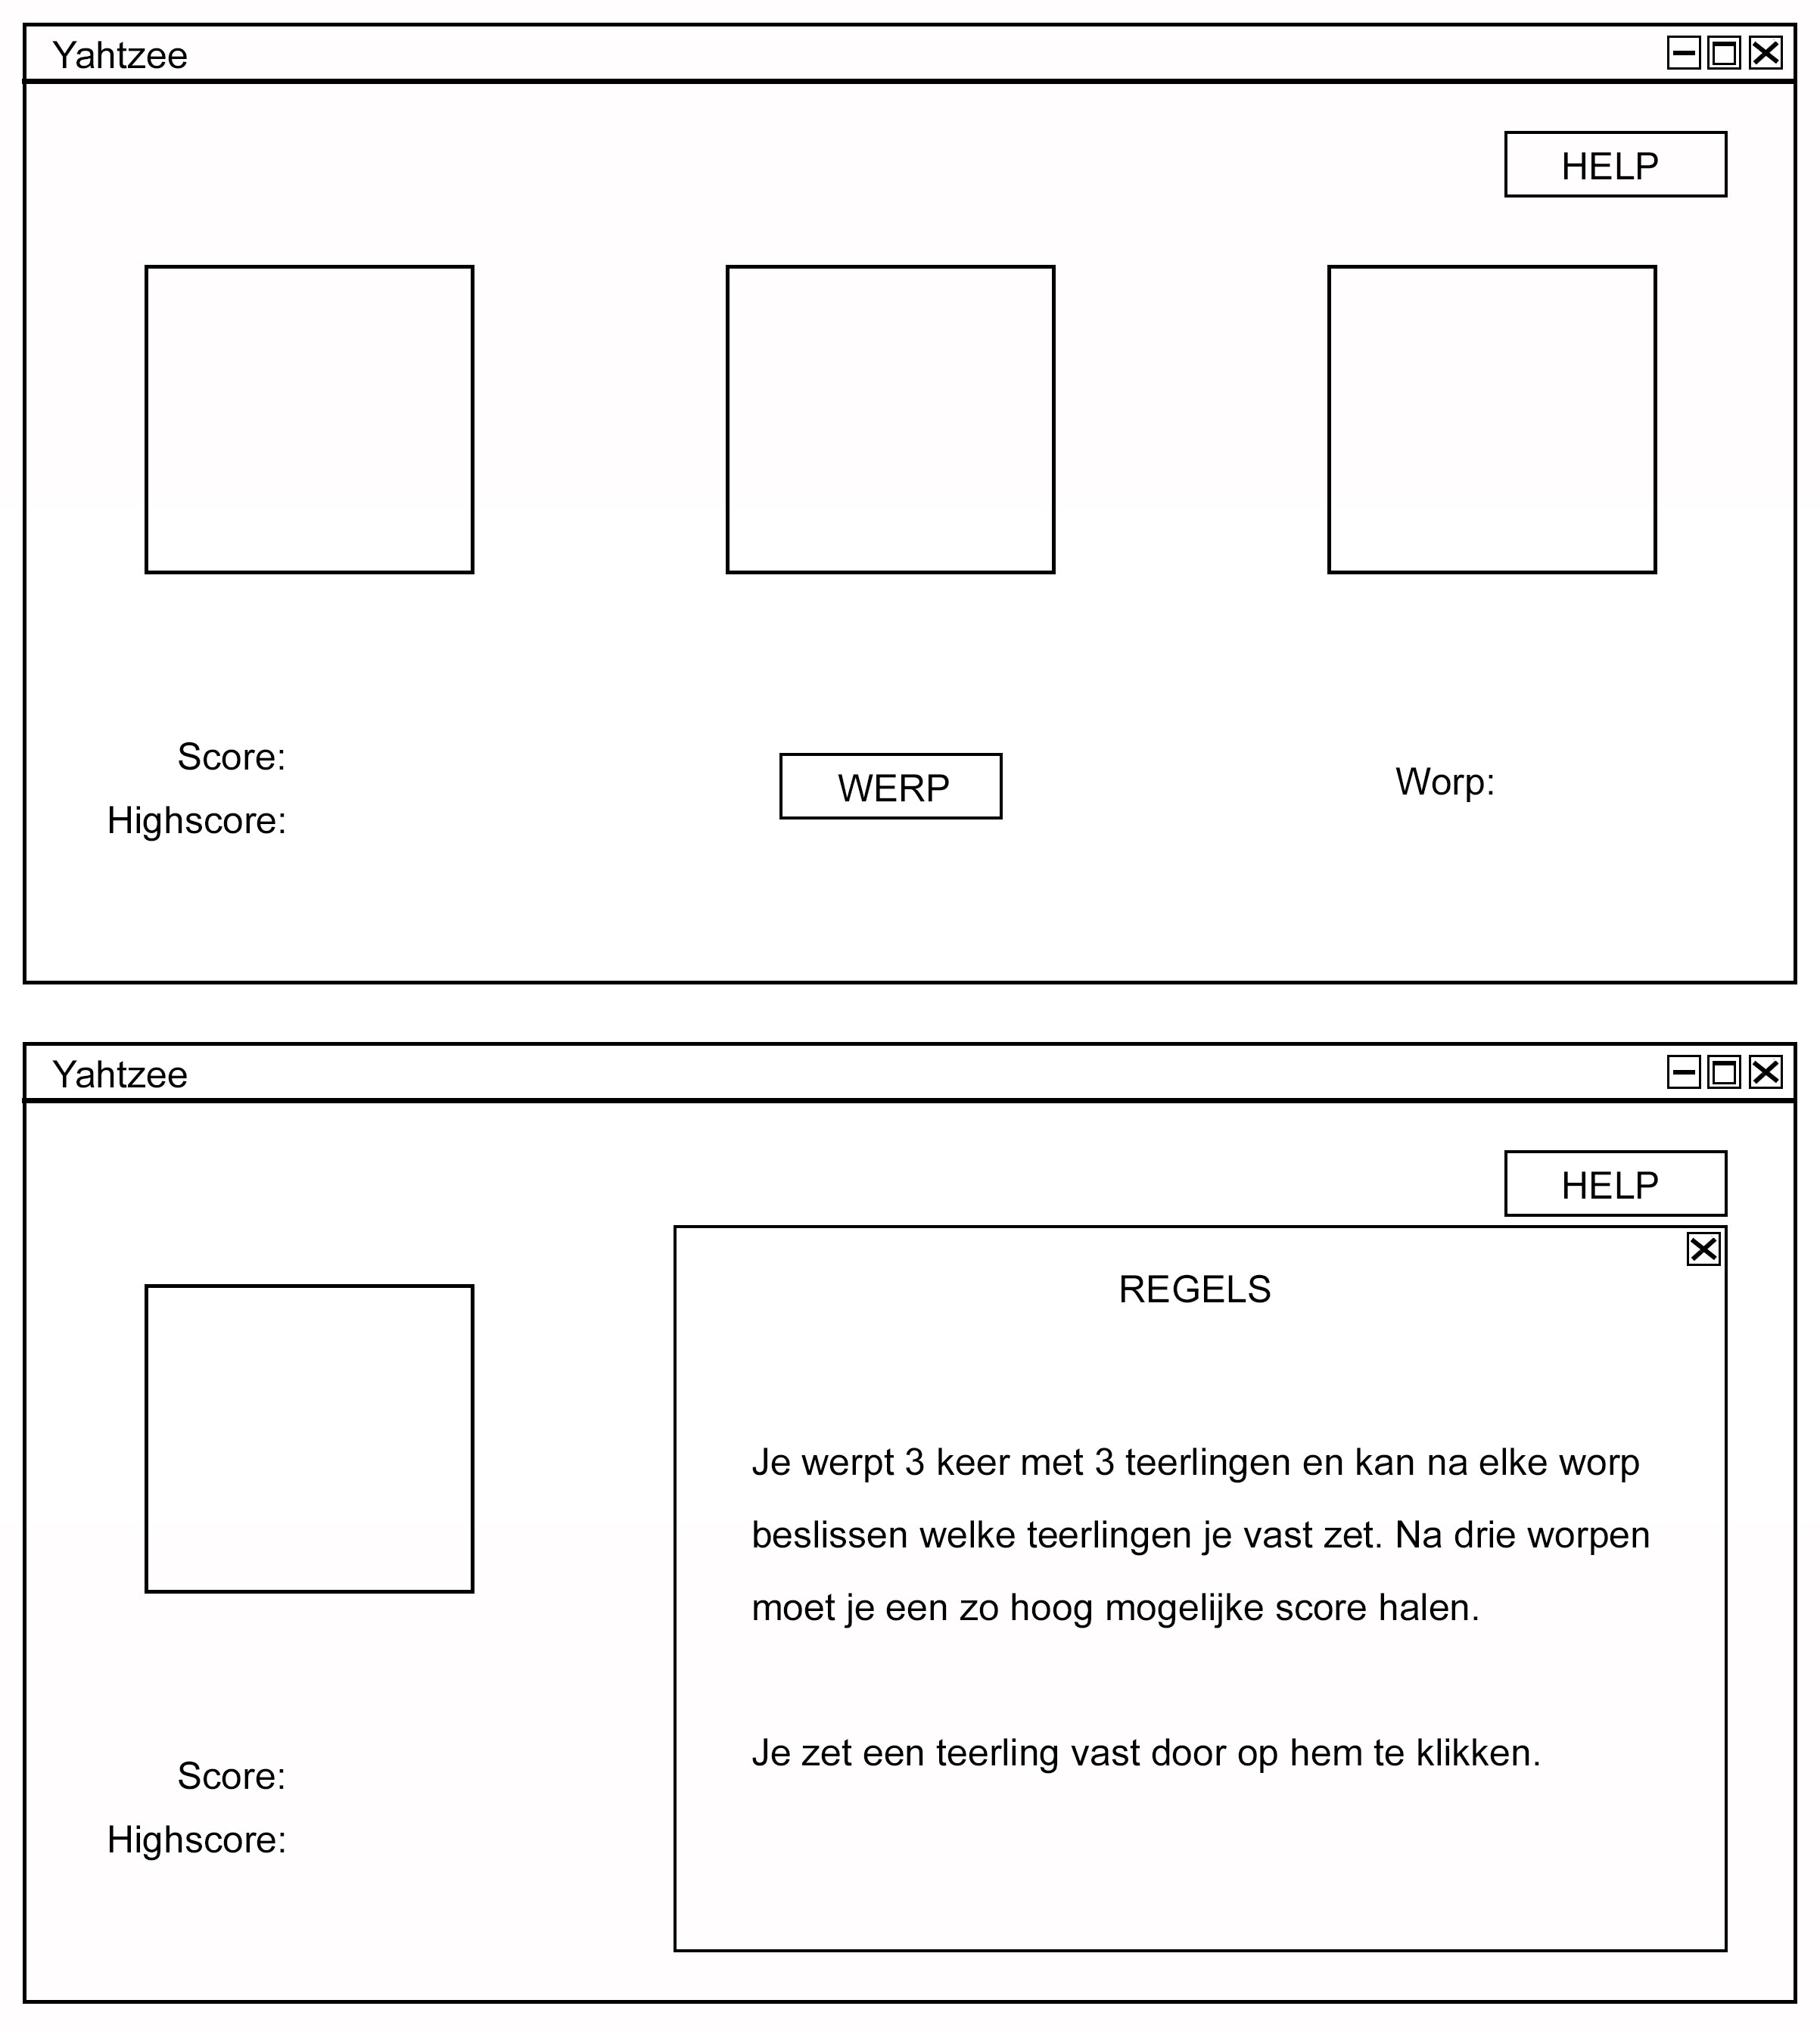 Yahtzee
HELP
Score:
Highscore:
WERP
Worp:
Yahtzee
HELP
REGELS
Je werpt 3 keer met 3 teerlingen en kan na elke worp
beslissen welke teerlingen je vast zet. Na drie worpen
moet je een zo hoog mogelijke score halen.
Je zet een teerling vast door op hem te klikken.
Score:
Highscore: